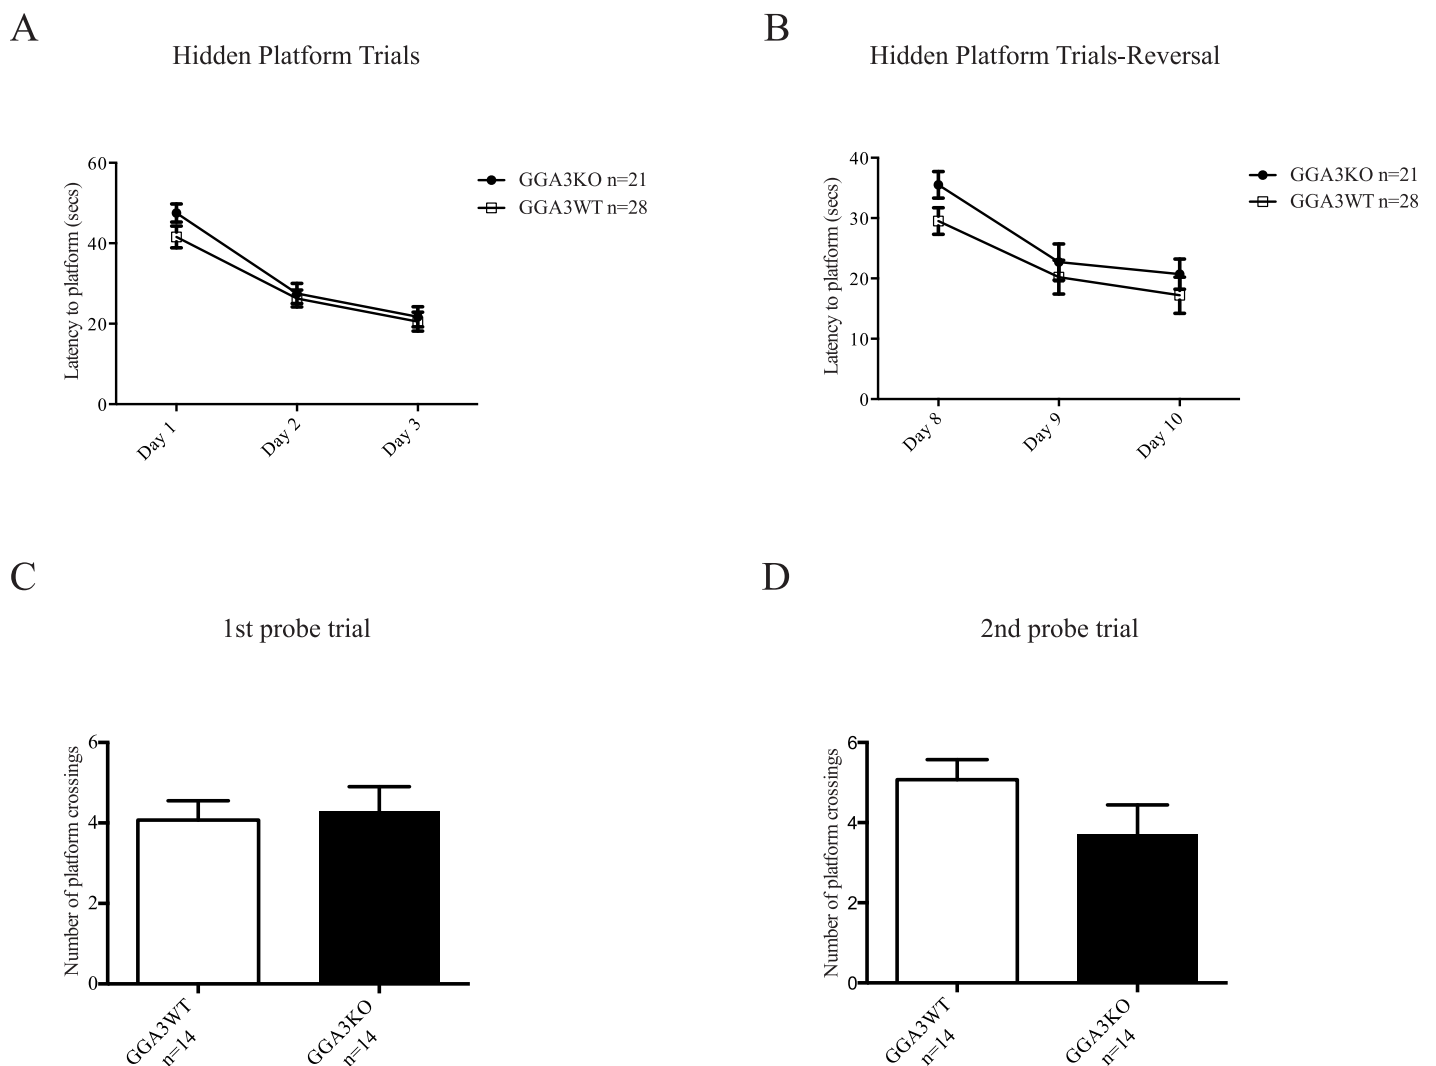 A
Hidden Platform Trials
Latency to platform (secs)
60
40
20
0
Day 1
Day 2
Day 3
GGA3KO n=21
GGA3WT n=28
B
Hidden Platform Trials-Reversal
Latency to platform (secs)
40
30
20
10
0
Day 8
Day 9
Day 10
GGA3KO n=21
GGA3WT n=28
C
1st probe trial
Number of platform crossings
6
4
2
0
GGA3WT
n=14
GGA3KO
n=14
D
2nd probe trial
Number of platform crossings
6
4
2
0
GGA3WT
n=14
GGA3KO
n=14